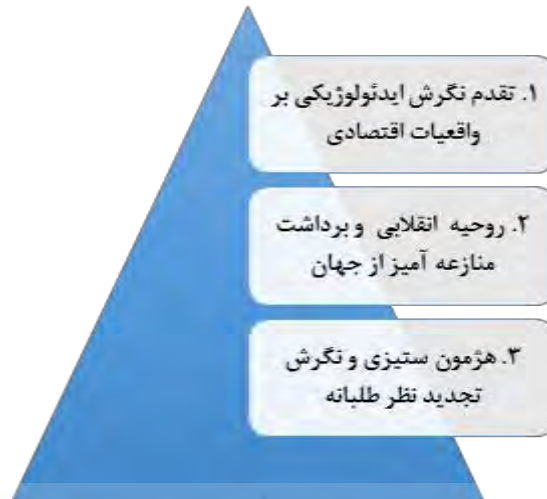 ۱. تقدم نگرش ایدئولوژیکی بر
واقعیات اقتصادی
۲. روحیه انقلابی و برداشت
منازعه آمیز از جهان
۳. هژمون ستیزی و نگرش
تجدید نظر طلبانه